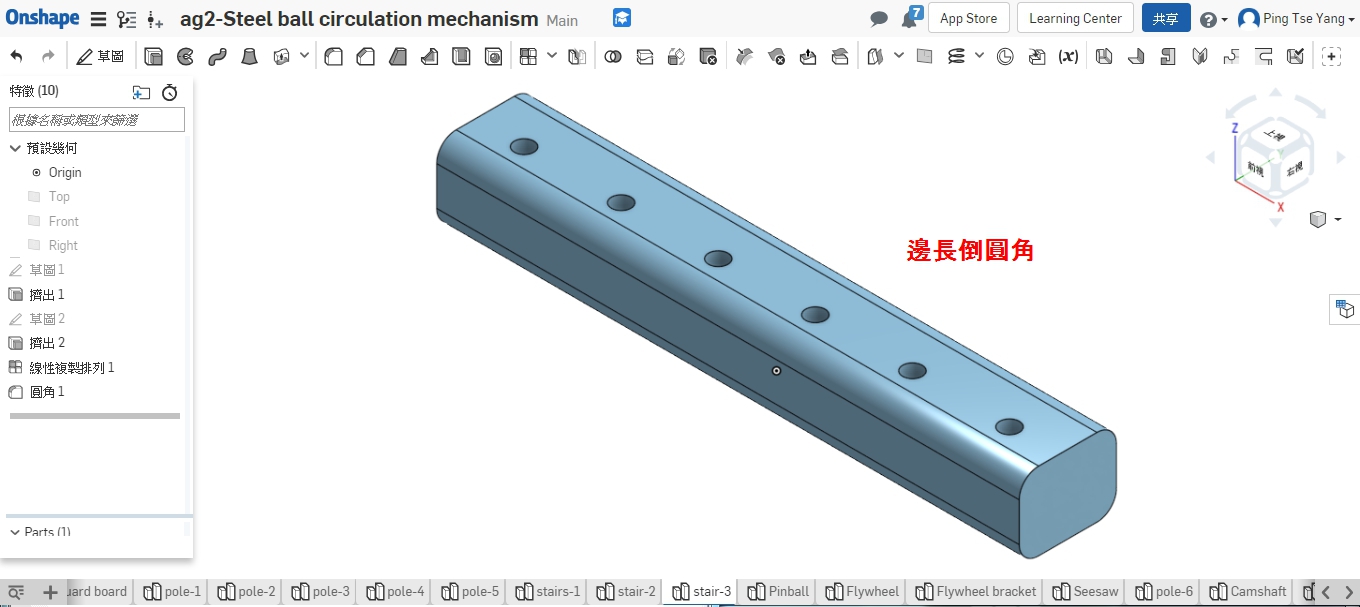 Onshape ag2-Steel ball circulation mechanism Main 7 App Store Learning Center 共享 Ping Tse Yang
草圖 (x)
特徵 (10)
根據名稱或類型來篩選
預設幾何
Origin
Top
Front
Right
草圖 1
擠出 1
草圖 2
擠出 2
線性複製排列 1
圓角 1
Parts (1)
邊長倒圓角
Z
上視
前視 右視
X
uard board pole-1 pole-2 pole-3 pole-4 pole-5 stairs-1 stair-2 stair-3 Pinball Flywheel Flywheel bracket Seesaw pole-6 Camshaft